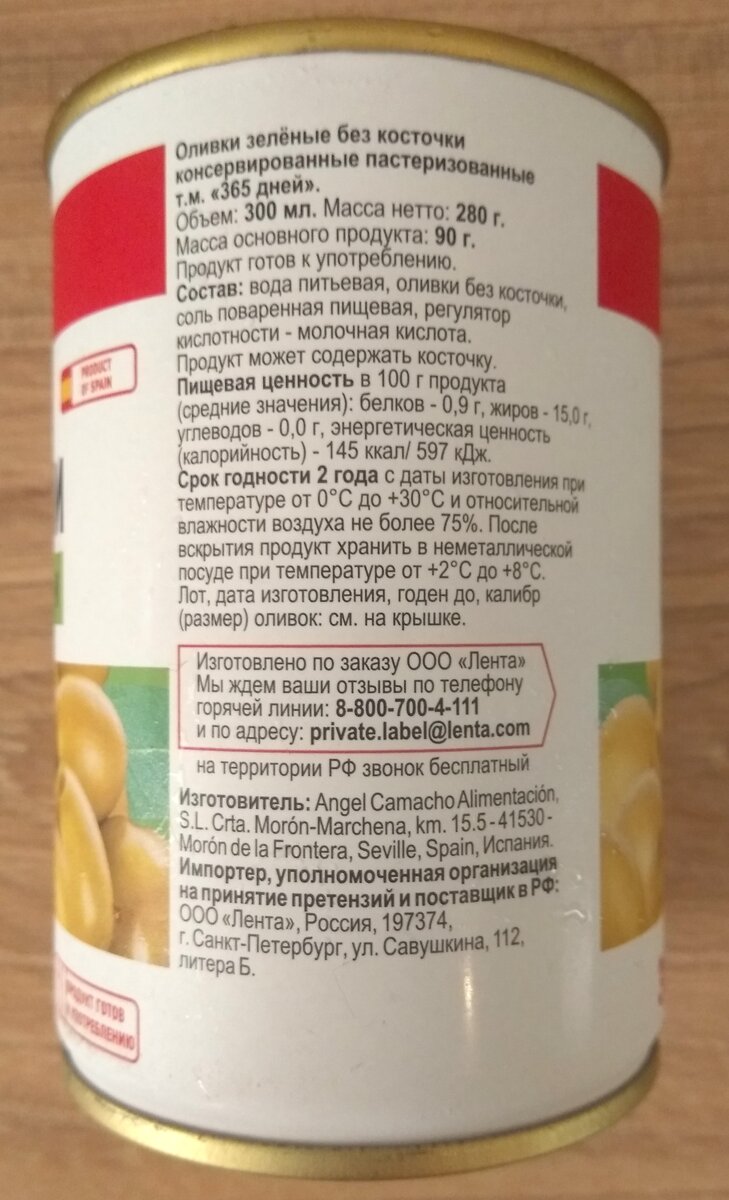 Оливки зелёные без косточки
консервированные пастеризованные
т.м. «365 дней».
Объем: 300 мл. Масса нетто: 280 г.
Масса основного продукта: 90 г.
Продукт готов к употреблению.
Состав: вода питьевая, оливки без косточки,
соль поваренная пищевая, регулятор
кислотности - молочная кислота.
Продукт может содержать косточку.
Пищевая ценность в 100 г продукта
(средние значения): белков - 0,9 г, жиров - 15,0 г,
углеводов - 0,0 г, энергетическая ценность
(калорийность) - 145 ккал/ 597 кДж.
Срок годности 2 года с даты изготовления при
температуре от 0°С до +30°С и относительной
влажности воздуха не более 75%. После
вскрытия продукт хранить в неметаллической
посуде при температуре от +2°С до +8°С.
Лот, дата изготовления, годен до, калибр
(размер) оливок: см. на крышке.
Изготовлено по заказу ООО «Лента»
Мы ждем ваши отзывы по телефону
горячей линии: 8-800-700-4-111
и по адресу: private.label@lenta.com
на территории РФ звонок бесплатный
Изготовитель: Angel Camacho Alimentación,
S.L. Crta. Morón-Marchena, km. 15.5 - 41530 -
Morón de la Frontera, Seville, Spain, Испания.
Импортер, уполномоченная организация
на принятие претензий и поставщик в РФ:
ООО «Лента», Россия, 197374,
г. Санкт-Петербург, ул. Савушкина, 112,
литера Б.
PRODUCT
OF SPAIN
И
ГОТОВ